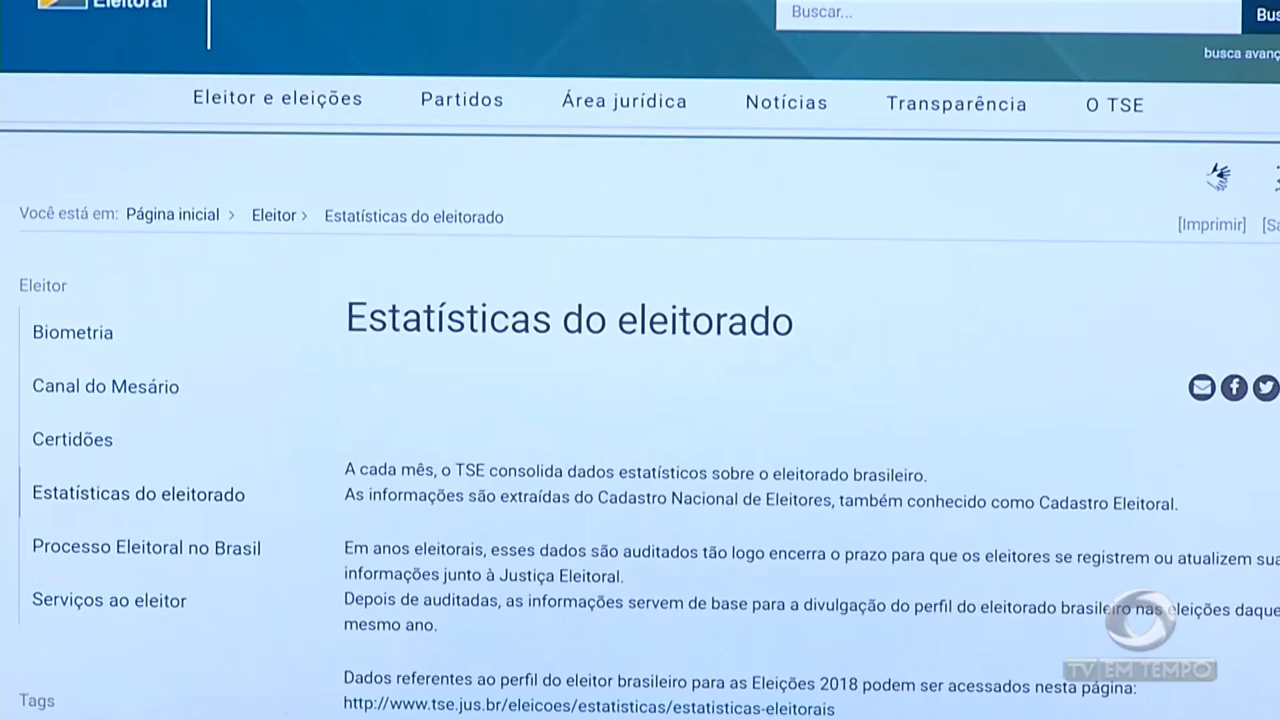 Eleitoral
Buscar...
busca
Eleitor e eleições
Partidos
Área jurídica
Notícias
Transparência
O TSE
Você está em: Página inicial > Eleitor > Estatísticas do eleitorado
[Imprimir]
Eleitor
Biometria
Canal do Mesário
Certidões
Estatísticas do eleitorado
Processo Eleitoral no Brasil
Serviços ao eleitor
Tags
Estatísticas do eleitorado
A cada mês, o TSE consolida dados estatísticos sobre o eleitorado brasileiro.
As informações são extraídas do Cadastro Nacional de Eleitores, também conhecido como Cadastro Eleitoral.
Em anos eleitorais, esses dados são auditados tão logo encerra o prazo para que os eleitores se registrem ou atualizem
informações junto à Justiça Eleitoral.
Depois de auditadas, as informações servem de base para a divulgação do perfil do eleitorado brasileiro nas eleições
mesmo ano.
Dados referentes ao perfil do eleitor brasileiro para as Eleições 2018 podem ser acessados nesta página:
http://www.tse.jus.br/eleicoes/estatisticas/estatisticas-eleitorais
TV EM TEMPO